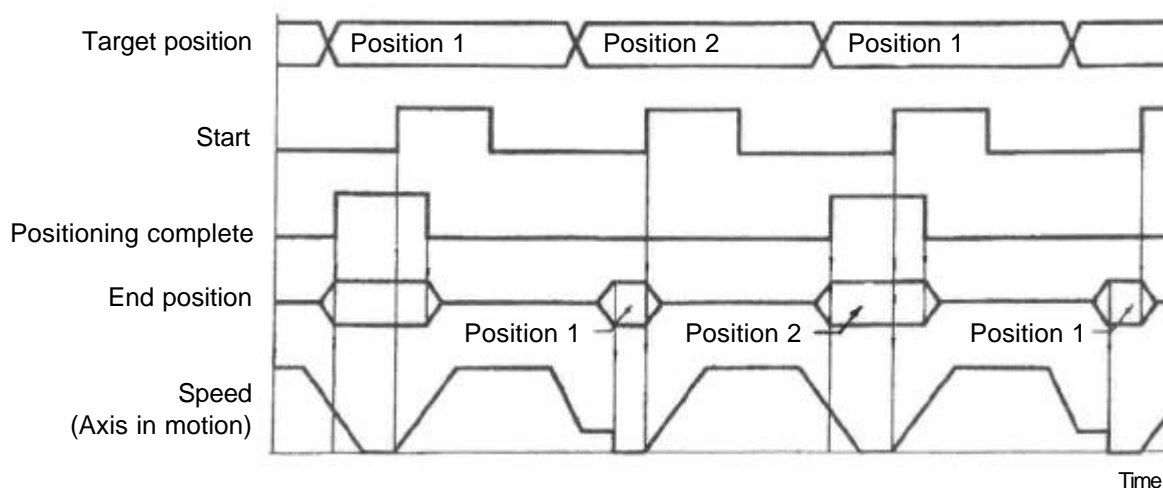 Target position
Position 1
Position 2
Position 1
Start
Positioning complete
End position
Position 1
Position 2
Position 1
Speed
(Axis in motion)
Time